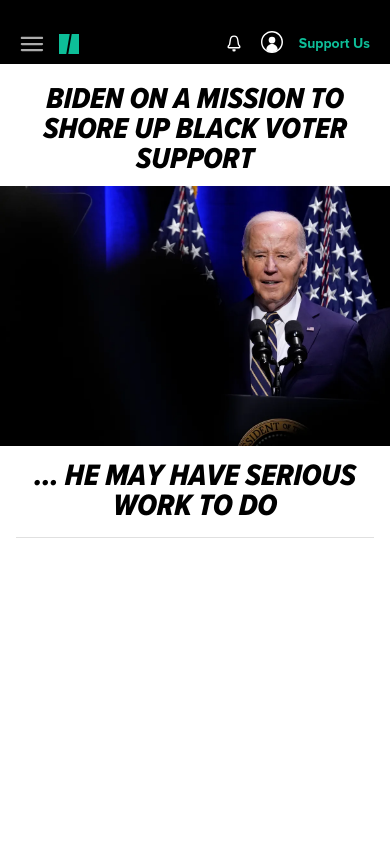 Support Us
BIDEN ON A MISSION TO
SHORE UP BLACK VOTER
SUPPORT
... HE MAY HAVE SERIOUS
WORK TO DO